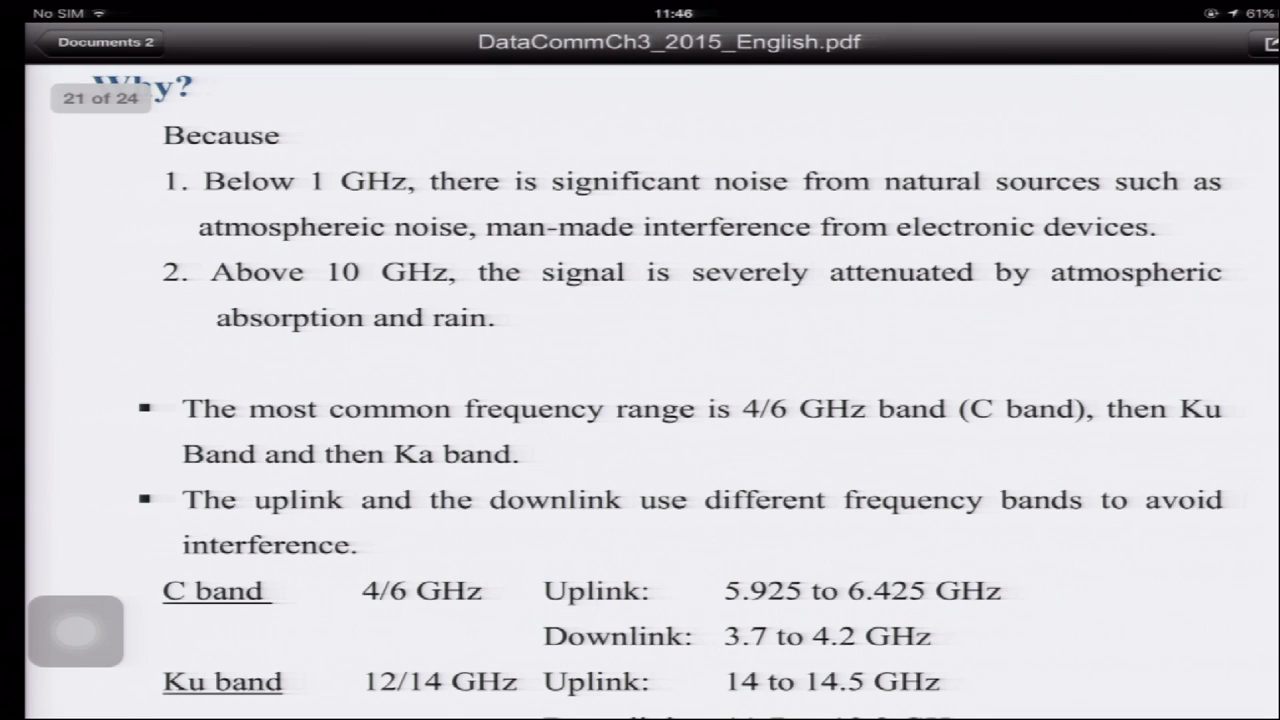 No SIM 11:46 61%
Documents 2 DataCommCh3_2015_English.pdf
Why?
21 of 24
Because
1. Below 1 GHz, there is significant noise from natural sources such as
atmosphereic noise, man-made interference from electronic devices.
2. Above 10 GHz, the signal is severely attenuated by atmospheric
absorption and rain.
▪ The most common frequency range is 4/6 GHz band (C band), then Ku
Band and then Ka band.
▪ The uplink and the downlink use different frequency bands to avoid
interference.
C band 4/6 GHz Uplink: 5.925 to 6.425 GHz
Downlink: 3.7 to 4.2 GHz
Ku band 12/14 GHz Uplink: 14 to 14.5 GHz